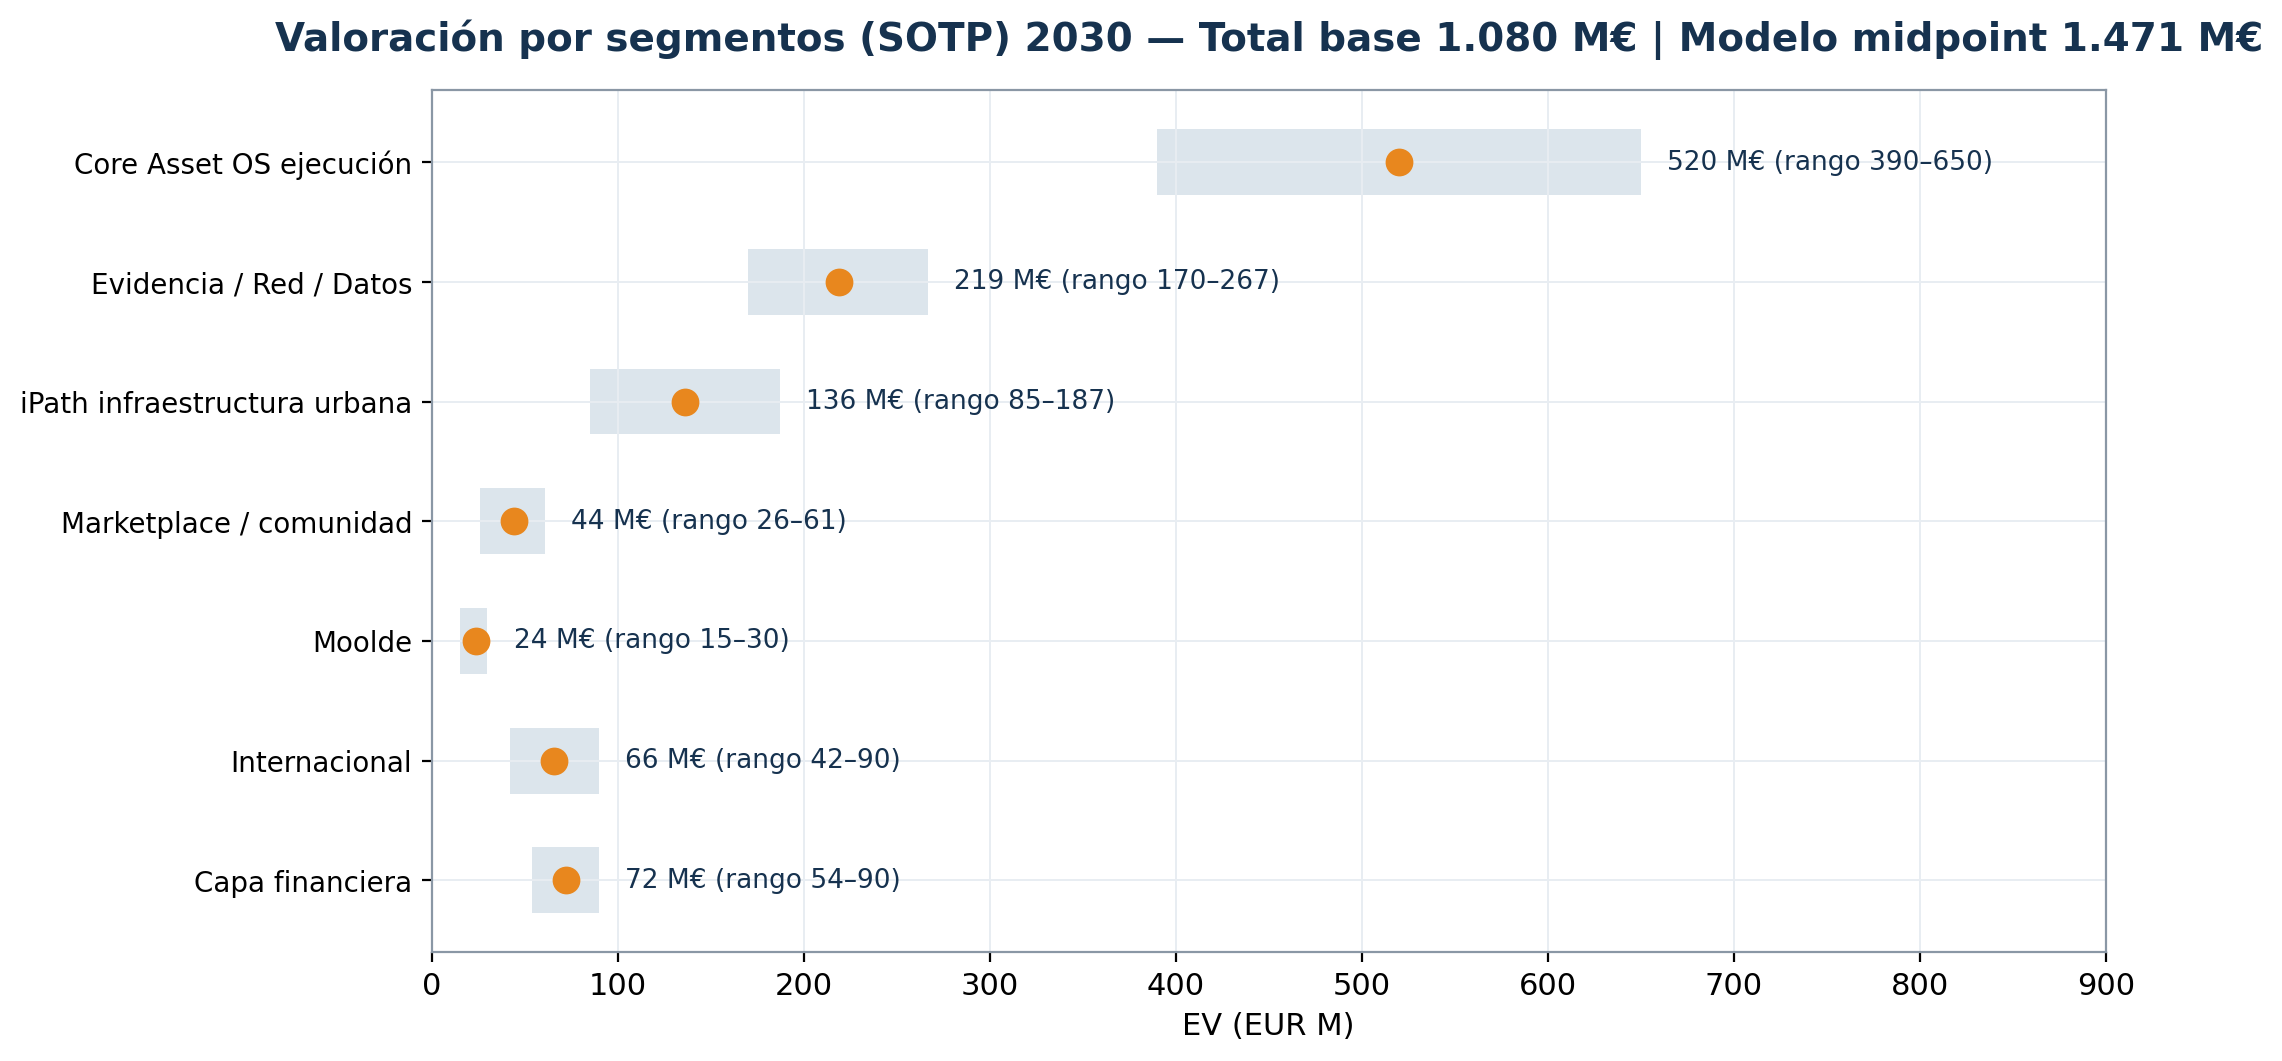 Valoración por segmentos (SOTP) 2030 — Total base 1.080 M€ | Modelo midpoint 1.471 M€
Core Asset OS ejecución
520 M€ (rango 390–650)
Evidencia / Red / Datos
219 M€ (rango 170–267)
iPath infraestructura urbana
136 M€ (rango 85–187)
Marketplace / comunidad
44 M€ (rango 26–61)
Moolde
24 M€ (rango 15–30)
Internacional
66 M€ (rango 42–90)
Capa financiera
72 M€ (rango 54–90)
0 100 200 300 400 500 600 700 800 900
EV (EUR M)